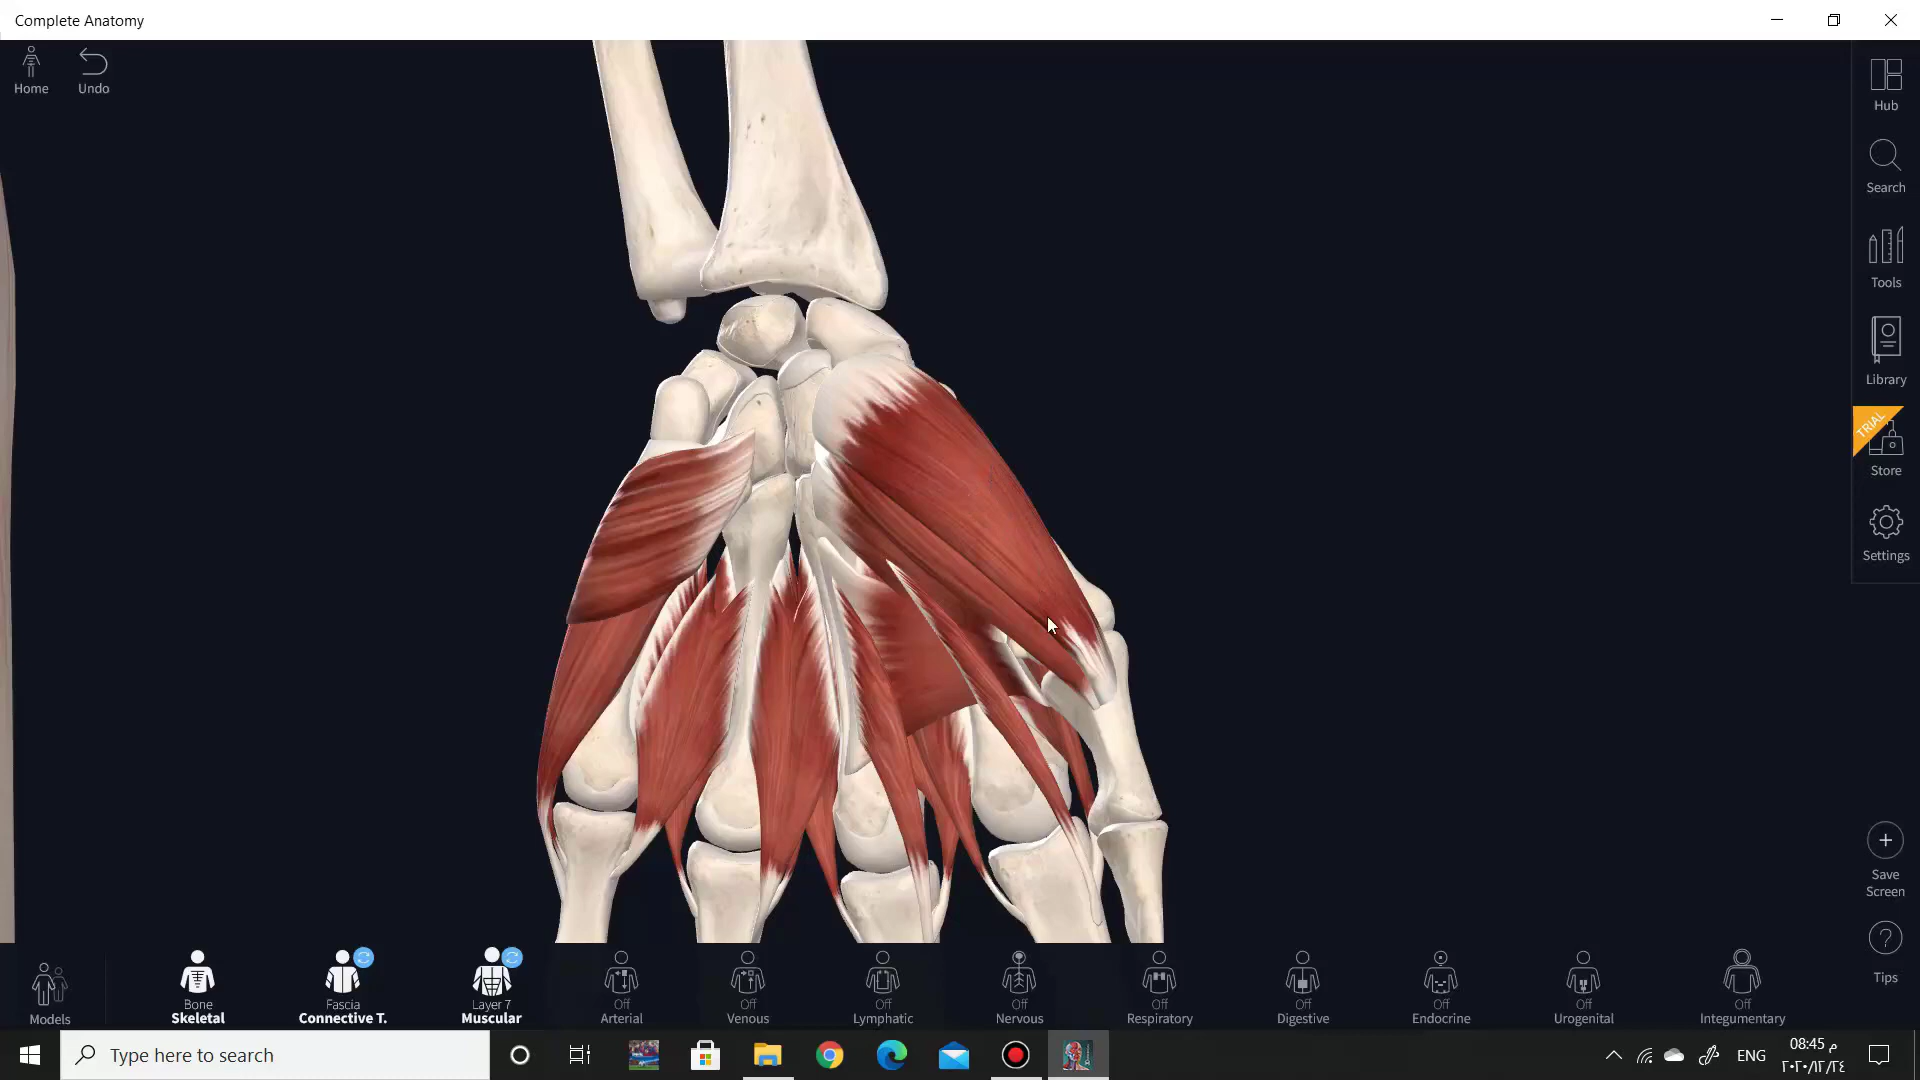 Complete Anatomy
Home
Undo
Hub
Search
Tools
Library
TRIAL
Store
Settings
+
Save
Screen
?
Tips
Models
Bone
Skeletal
Fascia
Connective T.
Layer 7
Muscular
Off
Arterial
Off
Venous
Off
Lymphatic
Off
Nervous
Off
Respiratory
Off
Digestive
Off
Endocrine
Off
Urogenital
Off
Integumentary
Type here to search
ENG
08:45 م
٢٠٢٠/١٢/٢٤